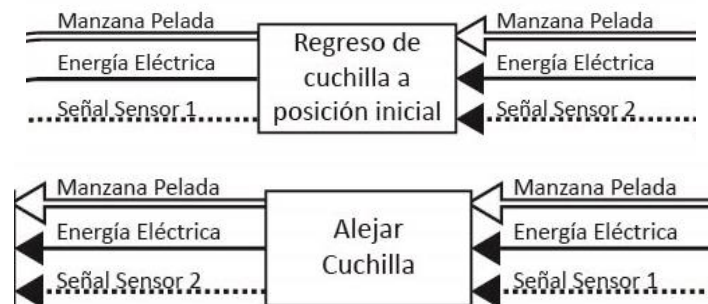 Manzana Pelada
Energía Eléctrica
Señal Sensor 1
Regreso de
cuchilla a
posición inicial
Manzana Pelada
Energía Eléctrica
Señal Sensor 2
Manzana Pelada
Energía Eléctrica
Señal Sensor 2
Alejar
Cuchilla
Manzana Pelada
Energía Eléctrica
Señal Sensor 1